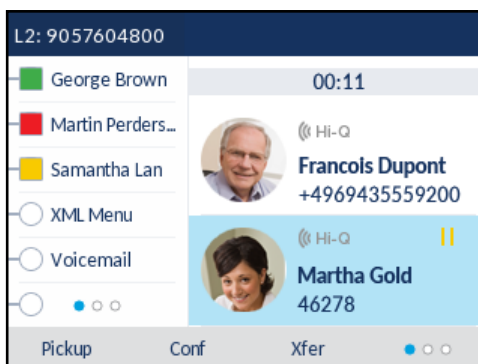 L2: 9057604800
George Brown
Martin Perders...
Samantha Lan
XML Menu
Voicemail
00:11
Hi-Q
Francois Dupont
+4969435559200
Hi-Q
Martha Gold
46278
Pickup Conf Xfer